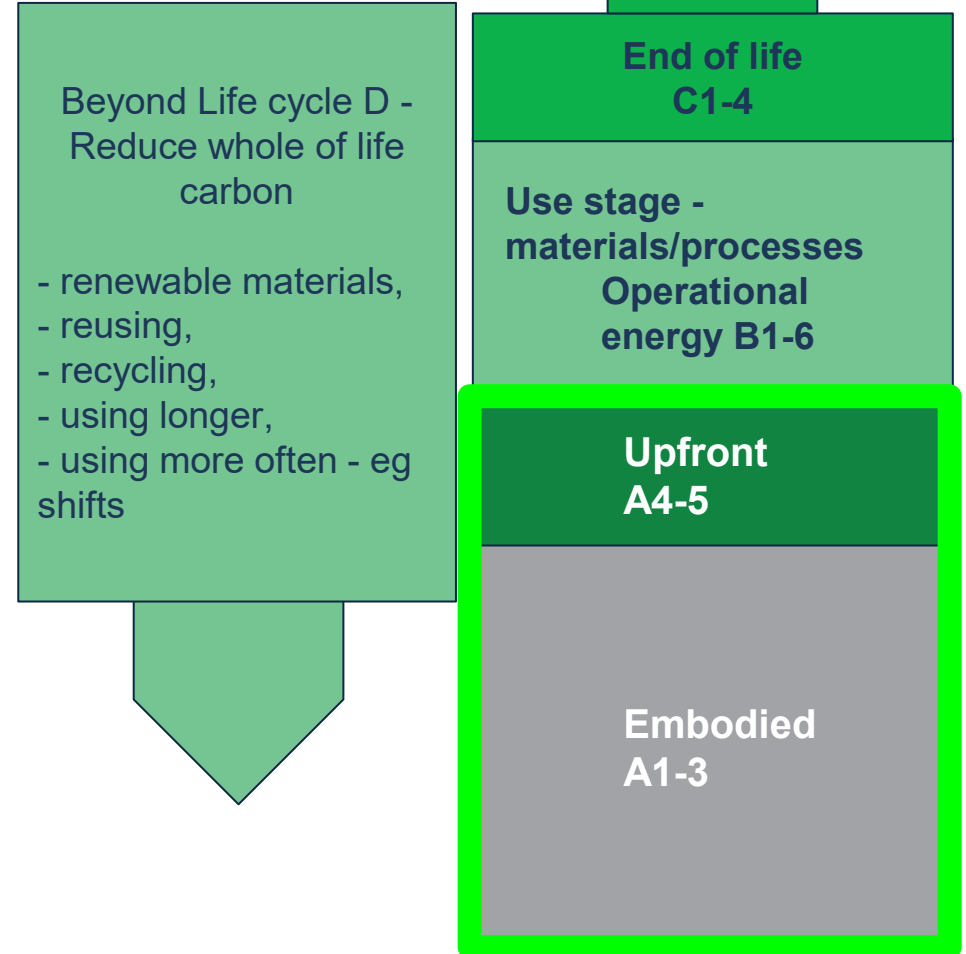 Beyond Life cycle D -
Reduce whole of life
carbon
- renewable materials,
- reusing,
- recycling,
- using longer,
- using more often - eg
shifts
End of life
C1-4
Use stage -
materials/processes
Operational
energy B1-6
Upfront
A4-5
Embodied
A1-3